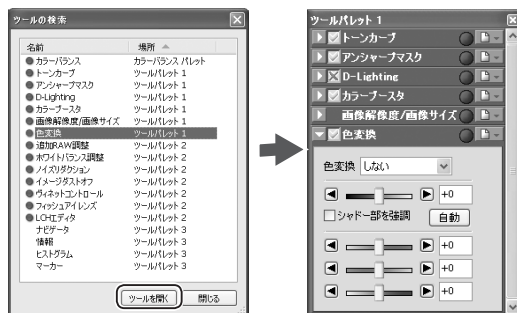 ツールの検索
名前 場所
カラーバランス カラーバランス パレット
トーンカーブ ツールパレット 1
アンシャープマスク ツールパレット 1
D-Lighting ツールパレット 1
カラーブースタ ツールパレット 1
画像解像度/画像サイズ ツールパレット 1
色変換 ツールパレット 1
追加RAW調整 ツールパレット 2
ホワイトバランス調整 ツールパレット 2
ノイズリダクション ツールパレット 2
イメージダストオフ ツールパレット 2
ヴィネットコントロール ツールパレット 2
フィッシュアイレンズ ツールパレット 2
LCHエディタ ツールパレット 2
ナビゲータ ツールパレット 3
情報 ツールパレット 3
ヒストグラム ツールパレット 3
マーカー ツールパレット 3
ツールを開く 閉じる
ツールパレット 1
トーンカーブ
アンシャープマスク
D-Lighting
カラーブースタ
画像解像度/画像サイズ
色変換
色変換 しない
+0
シャドー部を強調 自動
+0
+0
+0